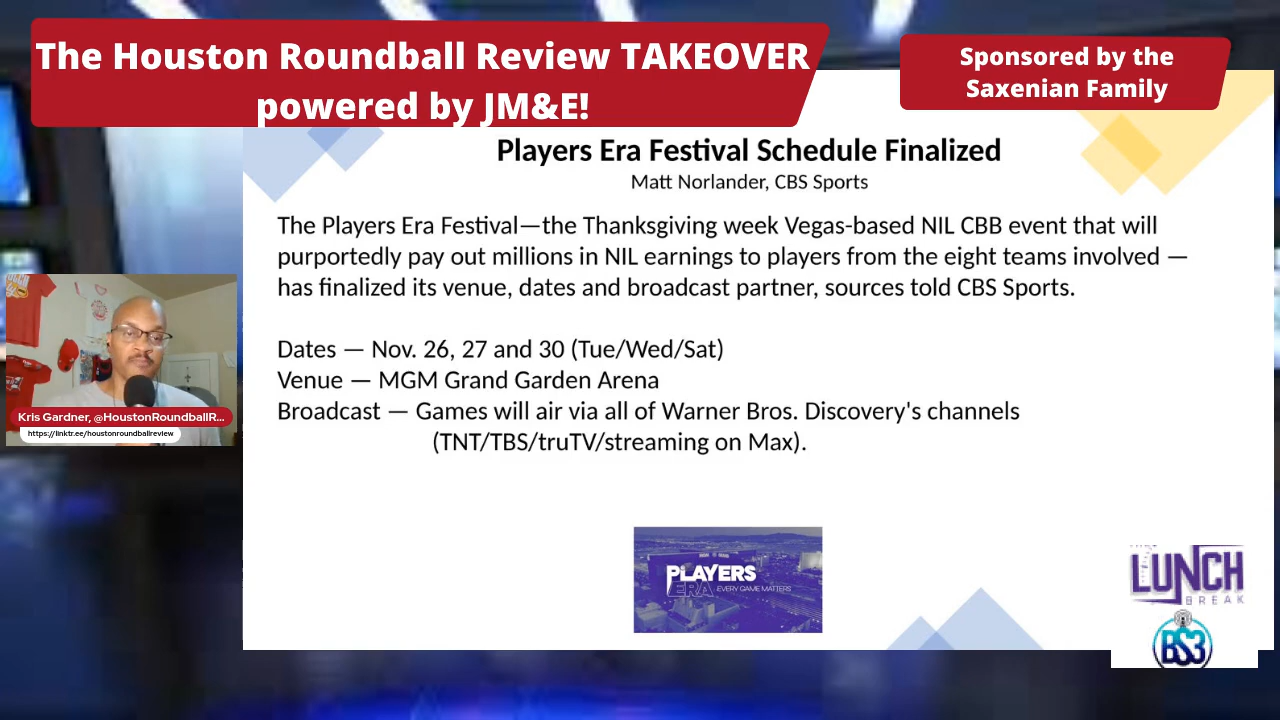 The Houston Roundball Review TAKEOVER
powered by JM&E!
Sponsored by the
Saxenian Family
Players Era Festival Schedule Finalized
Matt Norlander, CBS Sports
The Players Era Festival—the Thanksgiving week Vegas-based NIL CBB event that will
purportedly pay out millions in NIL earnings to players from the eight teams involved —
has finalized its venue, dates and broadcast partner, sources told CBS Sports.
Dates — Nov. 26, 27 and 30 (Tue/Wed/Sat)
Venue — MGM Grand Garden Arena
Broadcast — Games will air via all of Warner Bros. Discovery's channels
(TNT/TBS/truTV/streaming on Max).
Kris Gardner, @HoustonRoundballR...
https://linktr.ee/houstonroundballreview
PLAYERS
ERA EVERY GAME MATTERS
LUNCH
BREAK
BS3